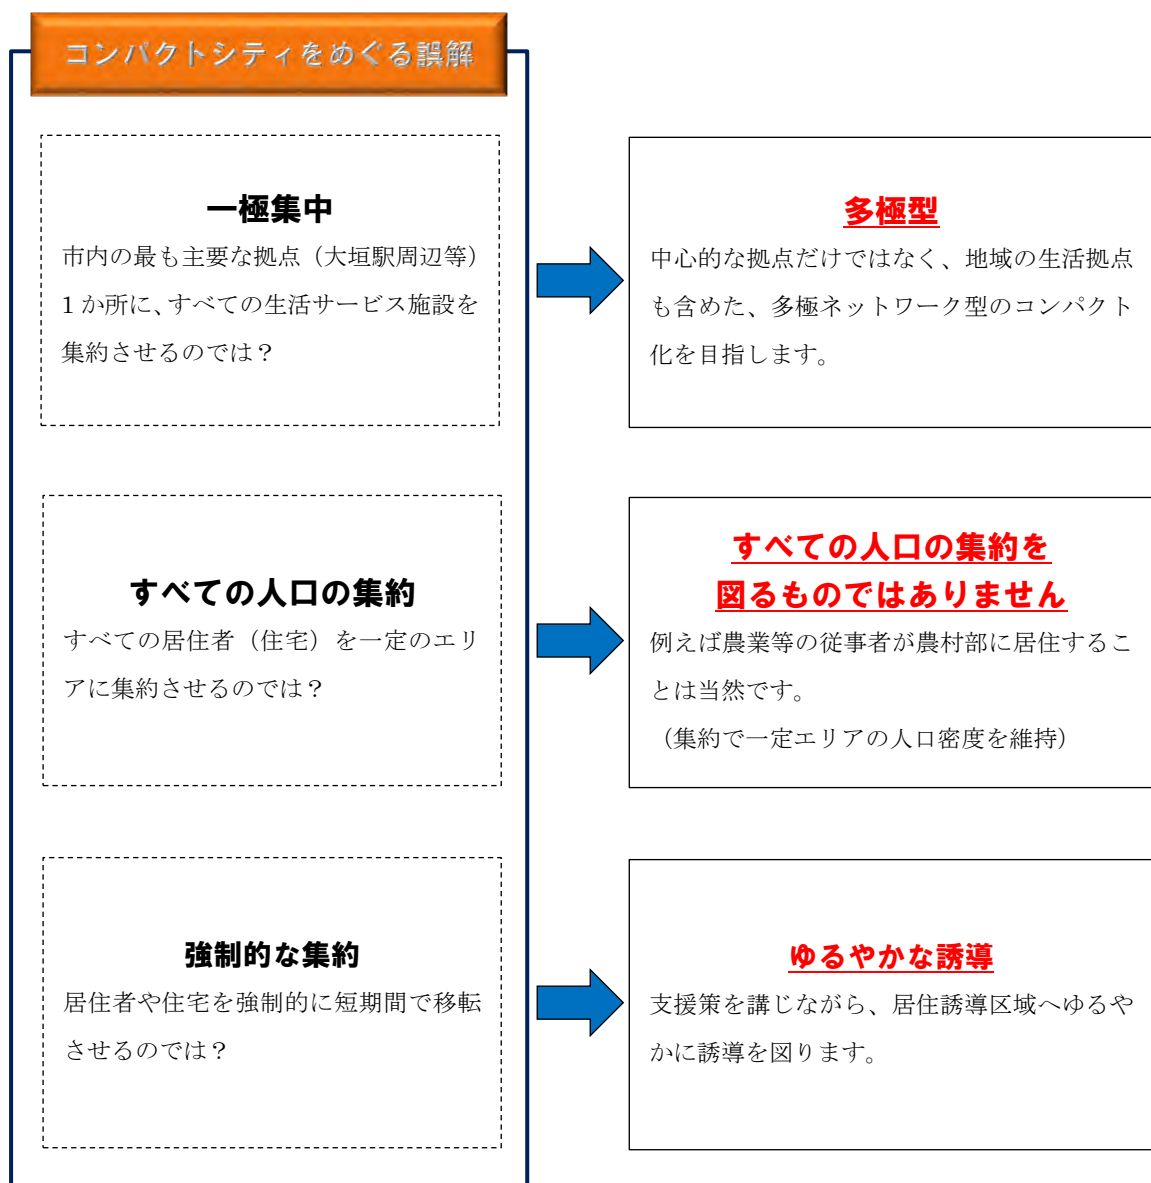 コンパクトシティをめぐる誤解
一極集中
市内の最も主要な拠点（大垣駅周辺等）
1か所に、すべての生活サービス施設を
集約させるのでは？
多極型
中心的な拠点だけではなく、地域の生活拠点
も含めた、多極ネットワーク型のコンパクト
化を目指します。
すべての人口の集約
すべての居住者（住宅）を一定のエリ
アに集約させるのでは？
すべての人口の集約を
図るものではありません
例えば農業等の従事者が農村部に居住するこ
とは当然です。
（集約で一定エリアの人口密度を維持）
強制的な集約
居住者や住宅を強制的に短期間で移転
させるのでは？
ゆるやかな誘導
支援策を講じながら、居住誘導区域へゆるや
かに誘導を図ります。